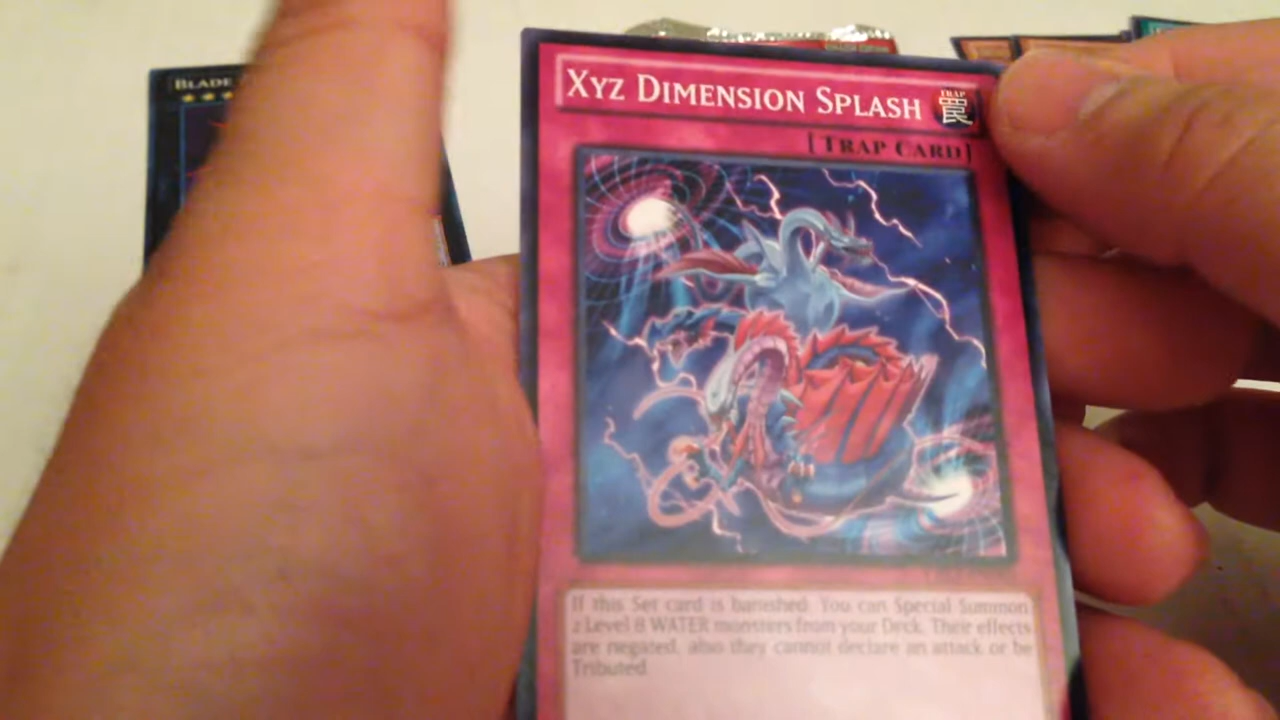 BLADE
XYZ DIMENSION SPLASH
TRAP
罠
[TRAP CARD]
If this Set card is banished: You can Special Summon
2 Level 8 WATER monsters from your Deck. Their effects
are negated, also they cannot declare an attack or be
Tributed.